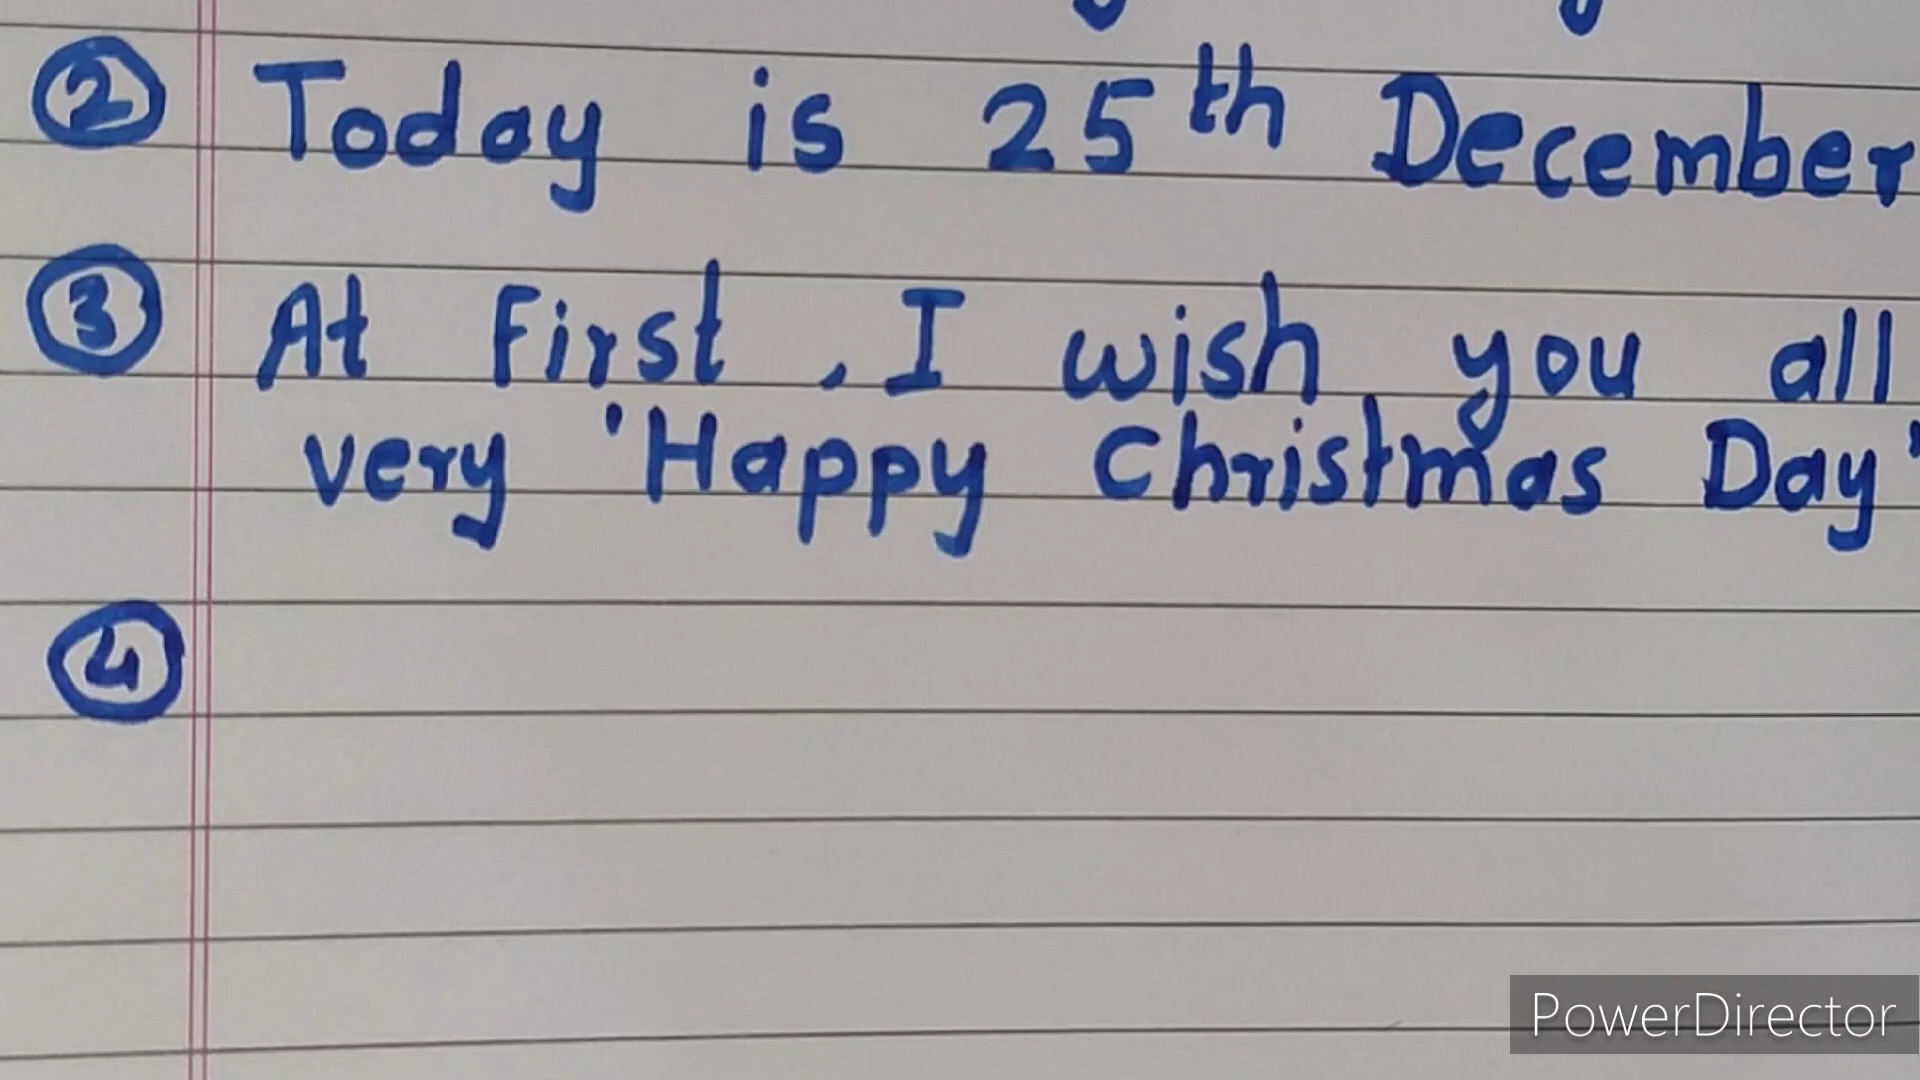 ② Today is 25th December
③ At First, I wish you all
very 'Happy Christmas Day'
④
PowerDirector